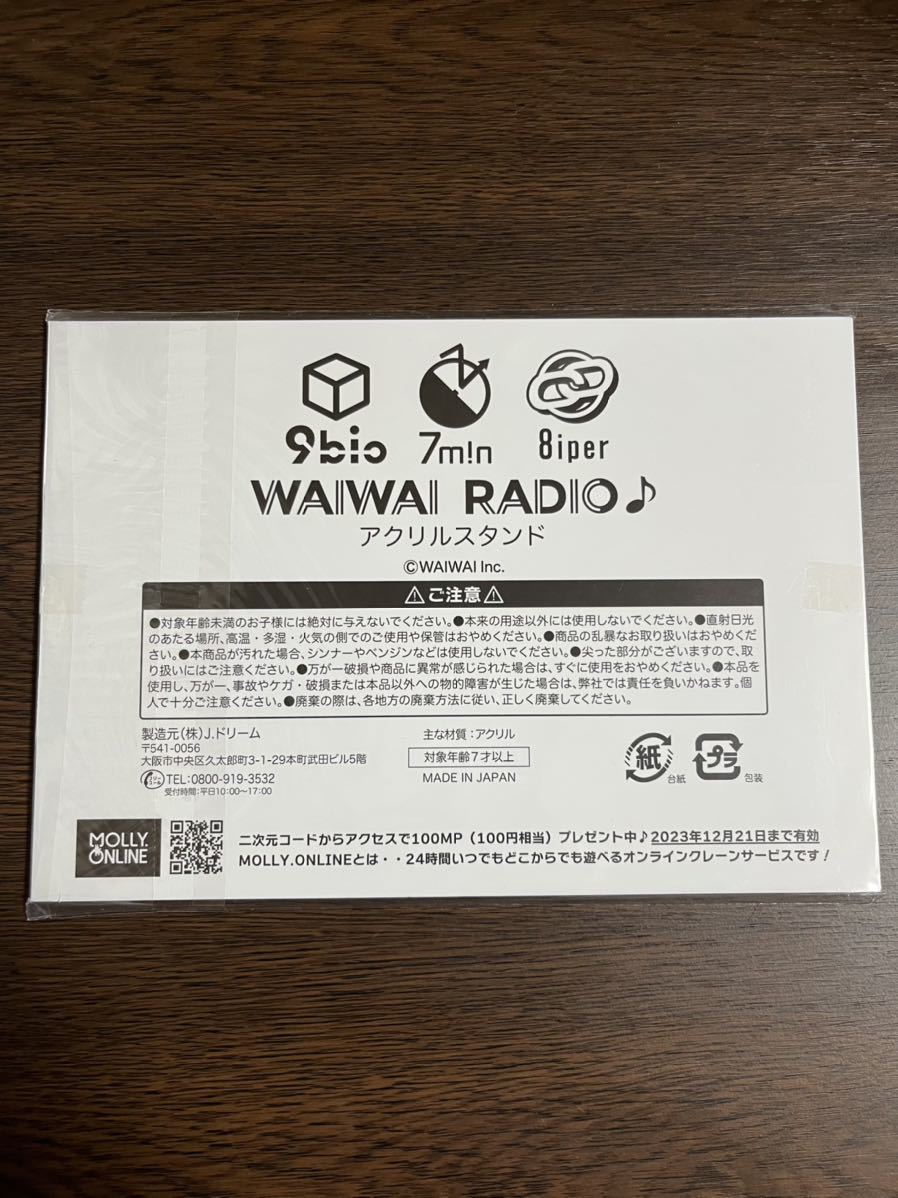 9bic 7m!n 8iper
WAIWAI RADIO♪
アクリルスタンド
©WAIWAI Inc.
⚠ご注意⚠
●対象年齢未満のお子様には絶対に与えないでください。●本来の用途以外には使用しないでください。●直射日光
のあたる場所、高温・多湿・火気の側でのご使用や保管はおやめください。●商品の乱暴なお取り扱いはおやめくだ
さい。●本商品が汚れた場合、シンナーやベンジンなどは使用しないでください。●尖った部分がございますので、取
り扱いにはご注意ください。●万が一破損や商品に異常が感じられた場合は、すぐに使用をおやめください。●本品を
使用し、万が一、事故やケガ・破損または本品以外への物的障害が生じた場合は、弊社では責任を負いかねます。個
人で十分ご注意ください。●廃棄の際は、各地方の廃棄方法に従い、正しく廃棄してください。
製造元(株)J.ドリーム
〒541-0056
大阪市中央区久太郎町3-1-29本町武田ビル5階
TEL:0800-919-3532
受付時間:平日10:00〜17:00
主な材質:アクリル
対象年齢7才以上
MADE IN JAPAN
紙 台紙
プラ 包装
MOLLY.
ONLINE
二次元コードからアクセスで100MP(100円相当)プレゼント中♪2023年12月21日まで有効
MOLLY.ONLINEとは・・24時間いつでもどこからでも遊べるオンラインクレーンサービスです!